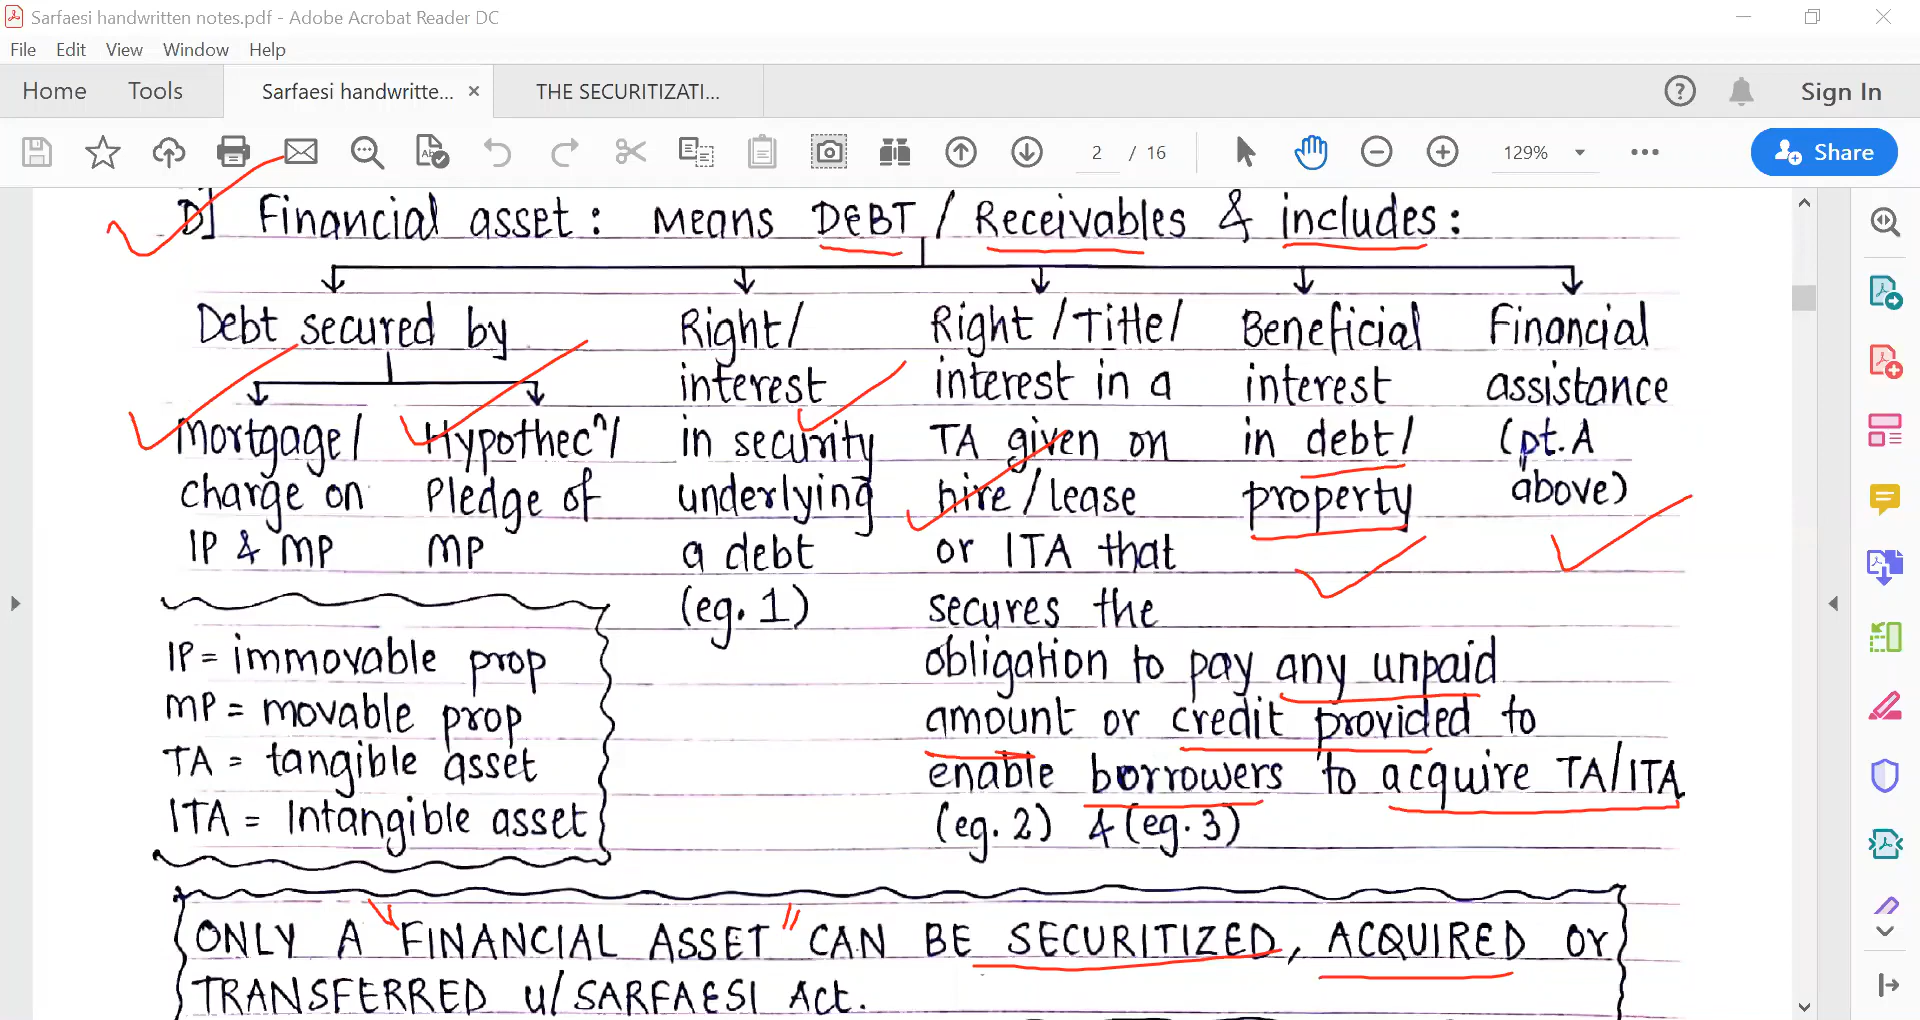 Sarfaesi handwritten notes.pdf - Adobe Acrobat Reader DC
File Edit View Window Help
Home Tools Sarfaesi handwritte... × THE SECURITIZATI... Sign In
2 / 16 129% Share
D] Financial asset : Means DEBT / Receivables & includes :
Debt secured by
Mortgage/
charge on
IP & MP
Hypothecⁿ/
Pledge of
MP
Right/
interest
in security
underlying
a debt
(eg. 1)
Right / Title/
interest in a
TA given on
hire / lease
or ITA that
secures the
obligation to pay any unpaid
amount or credit provided to
enable borrowers to acquire TA/ITA
(eg. 2) & (eg. 3)
Beneficial
interest
in debt/
property
Financial
assistance
(pt. A
above)
IP = immovable prop
MP = movable prop
TA = tangible asset
ITA = Intangible asset
ONLY A "FINANCIAL ASSET" CAN BE SECURITIZED, ACQUIRED or
TRANSFERRED u/ SARFAESI Act.